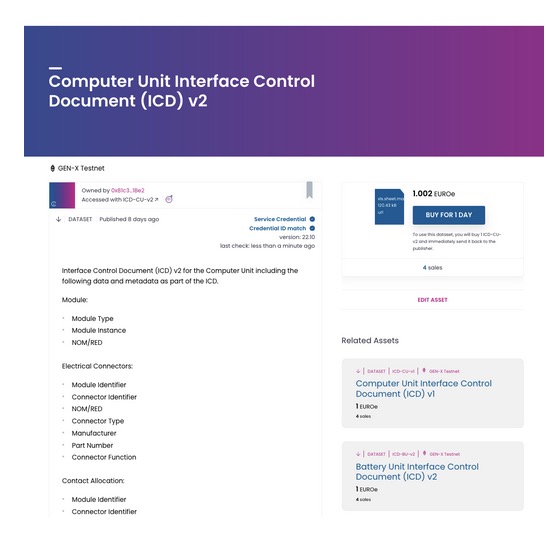 Computer Unit Interface Control
Document (ICD) v2
GEN-X Testnet
Owned by 0x81c3...18e2
Accessed with ICD-CU-v2 ↗
DATASET Published 8 days ago
Service Credential
Credential ID match
version: 22.10
last check: less than a minute ago
Interface Control Document (ICD) v2 for the Computer Unit including the
following data and metadata as part of the ICD.
Module:
Module Type
Module Instance
NOM/RED
Electrical Connectors:
Module Identifier
Connector Identifier
NOM/RED
Connector Type
Manufacturer
Part Number
Connector Function
Contact Allocation:
Module Identifier
Connector Identifier
120.43 kB
url
1.002 EUROe
BUY FOR 1 DAY
To use this dataset, you will buy 1 ICD-CU-
v2 and immediately send it back to the
publisher.
4 sales
EDIT ASSET
Related Assets
DATASET | ICD-CU-v1 | GEN-X Testnet
Computer Unit Interface Control
Document (ICD) v1
1 EUROe
4 sales
DATASET | ICD-BU-v2 | GEN-X Testnet
Battery Unit Interface Control
Document (ICD) v2
1 EUROe
4 sales